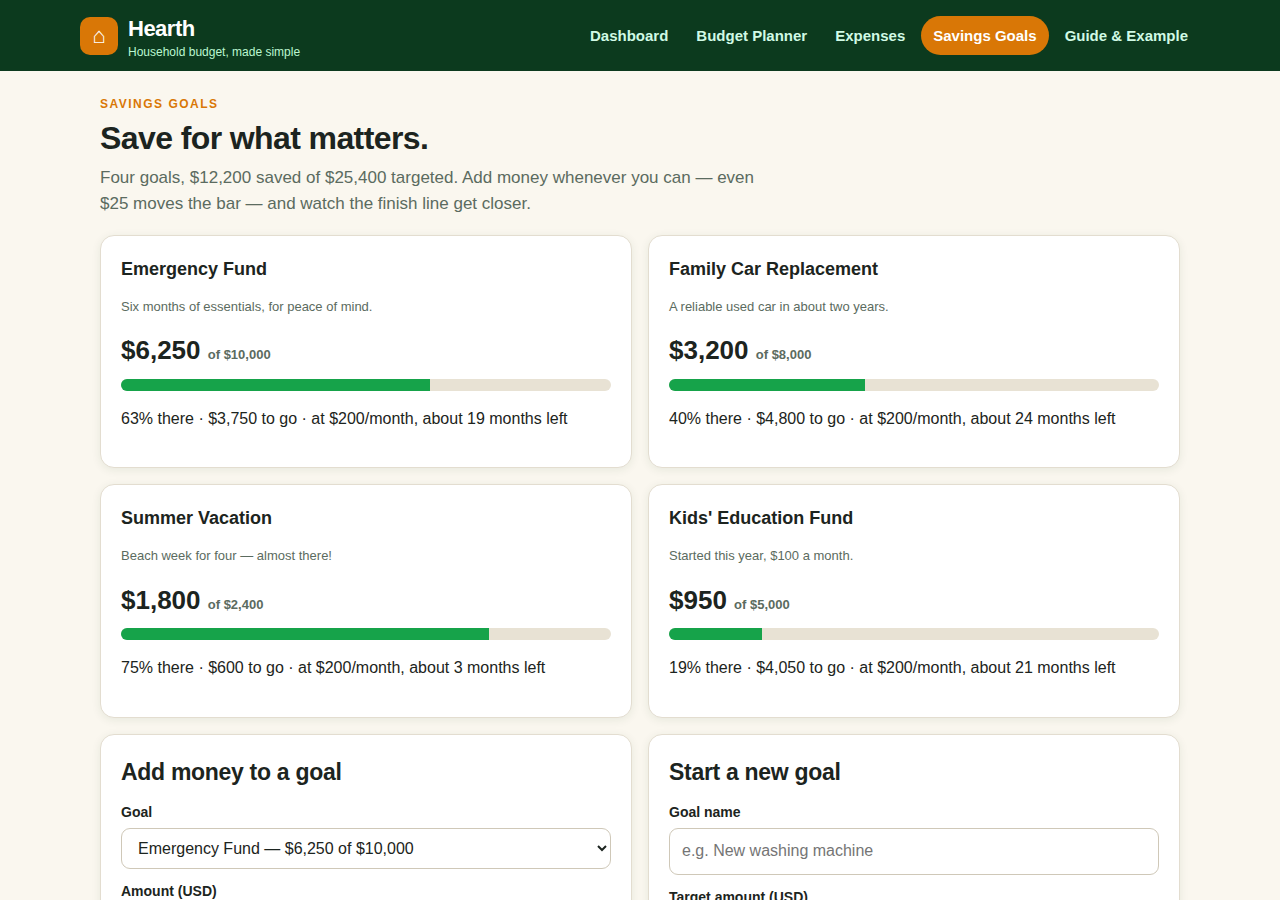 Hearth
Household budget, made simple
Dashboard
Budget Planner
Expenses
Savings Goals
Guide & Example
SAVINGS GOALS
Save for what matters.
Four goals, $12,200 saved of $25,400 targeted. Add money whenever you can — even
$25 moves the bar — and watch the finish line get closer.
Emergency Fund
Six months of essentials, for peace of mind.
$6,250 of $10,000
63% there · $3,750 to go · at $200/month, about 19 months left
Family Car Replacement
A reliable used car in about two years.
$3,200 of $8,000
40% there · $4,800 to go · at $200/month, about 24 months left
Summer Vacation
Beach week for four — almost there!
$1,800 of $2,400
75% there · $600 to go · at $200/month, about 3 months left
Kids' Education Fund
Started this year, $100 a month.
$950 of $5,000
19% there · $4,050 to go · at $200/month, about 21 months left
Add money to a goal
Goal
Emergency Fund — $6,250 of $10,000
Amount (USD)
Start a new goal
Goal name
e.g. New washing machine
Target amount (USD)